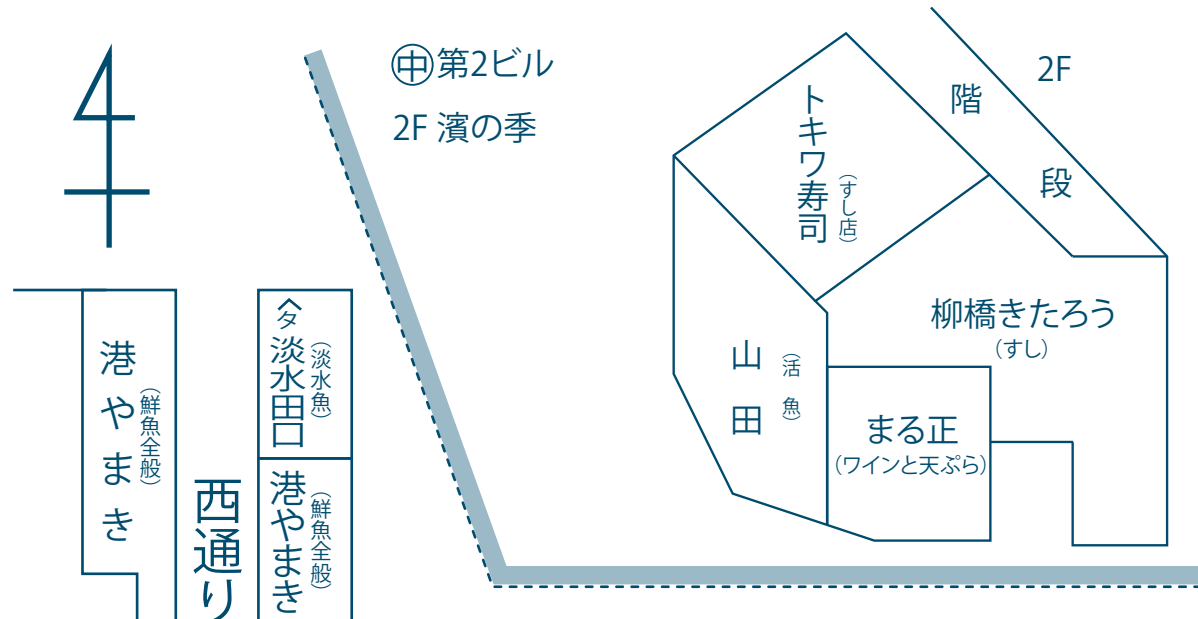 ㊥第2ビル
2F 濱の季
2F
階段
トキワ寿司
(すし店)
柳橋きたろう
(すし)
山田
(活魚)
まる正
(ワインと天ぷら)
タ
淡水田口
(淡水魚)
港やまき
(鮮魚全般)
西通り
港やまき
(鮮魚全般)